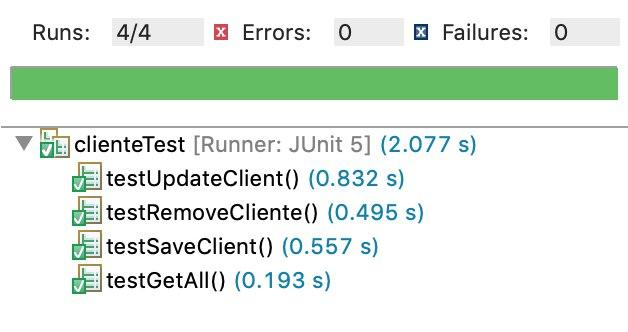 Runs: 4/4 x Errors: 0 x Failures: 0
clienteTest [Runner: JUnit 5] (2.077 s)
testUpdateClient() (0.832 s)
testRemoveCliente() (0.495 s)
testSaveClient() (0.557 s)
testGetAll() (0.193 s)